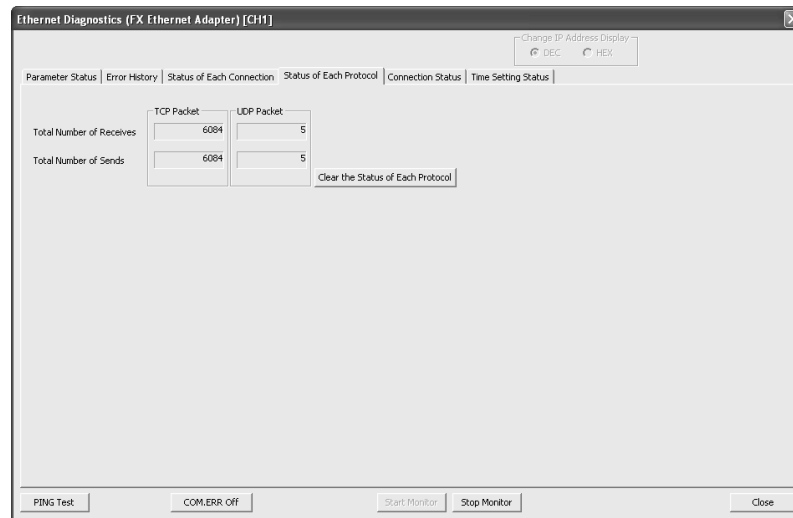 Ethernet Diagnostics (FX Ethernet Adapter) [CH1]
Change IP Address Display
DEC HEX
Parameter Status Error History Status of Each Connection Status of Each Protocol Connection Status Time Setting Status
TCP Packet UDP Packet
Total Number of Receives 6084 5
Total Number of Sends 6084 5
Clear the Status of Each Protocol
PING Test COM.ERR Off Start Monitor Stop Monitor Close